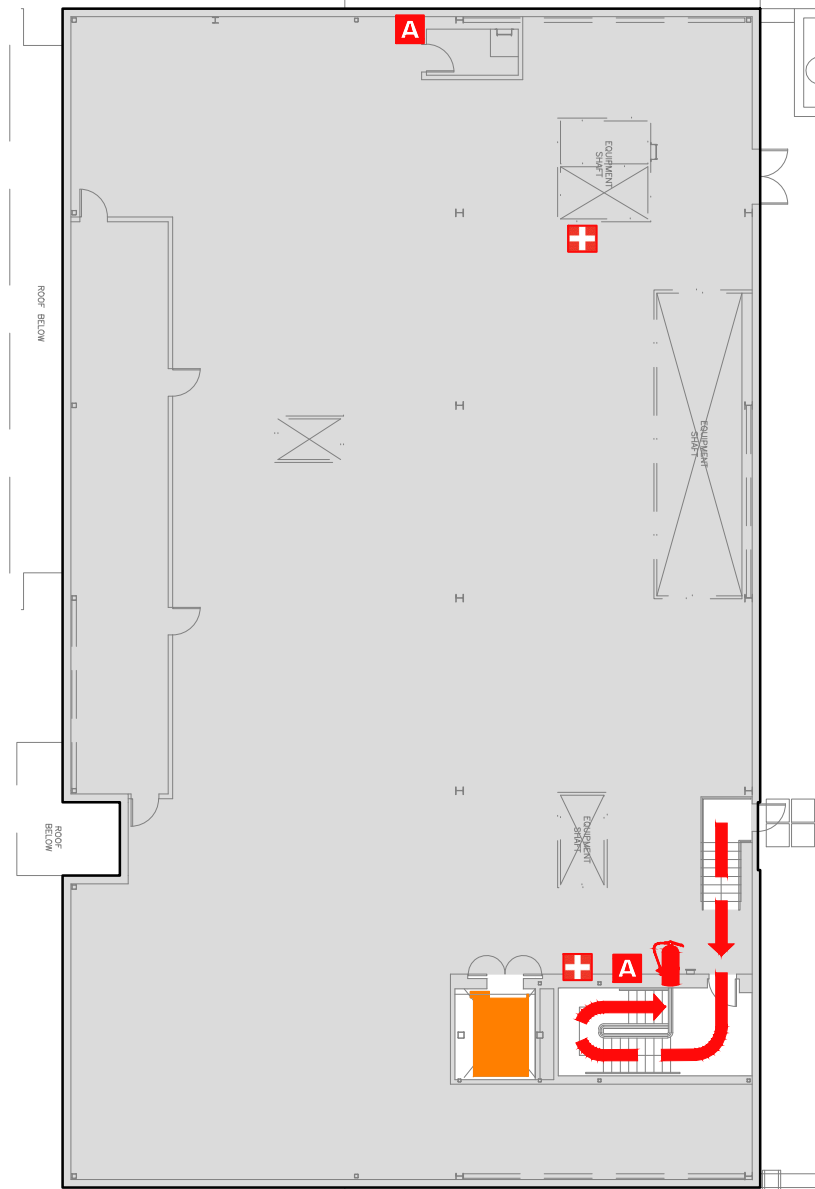 A
EQUIPMENT
SHAFT
ROOF BELOW
EQUIPMENT
SHAFT
EQUIPMENT
SHAFT
ROOF
BELOW
A